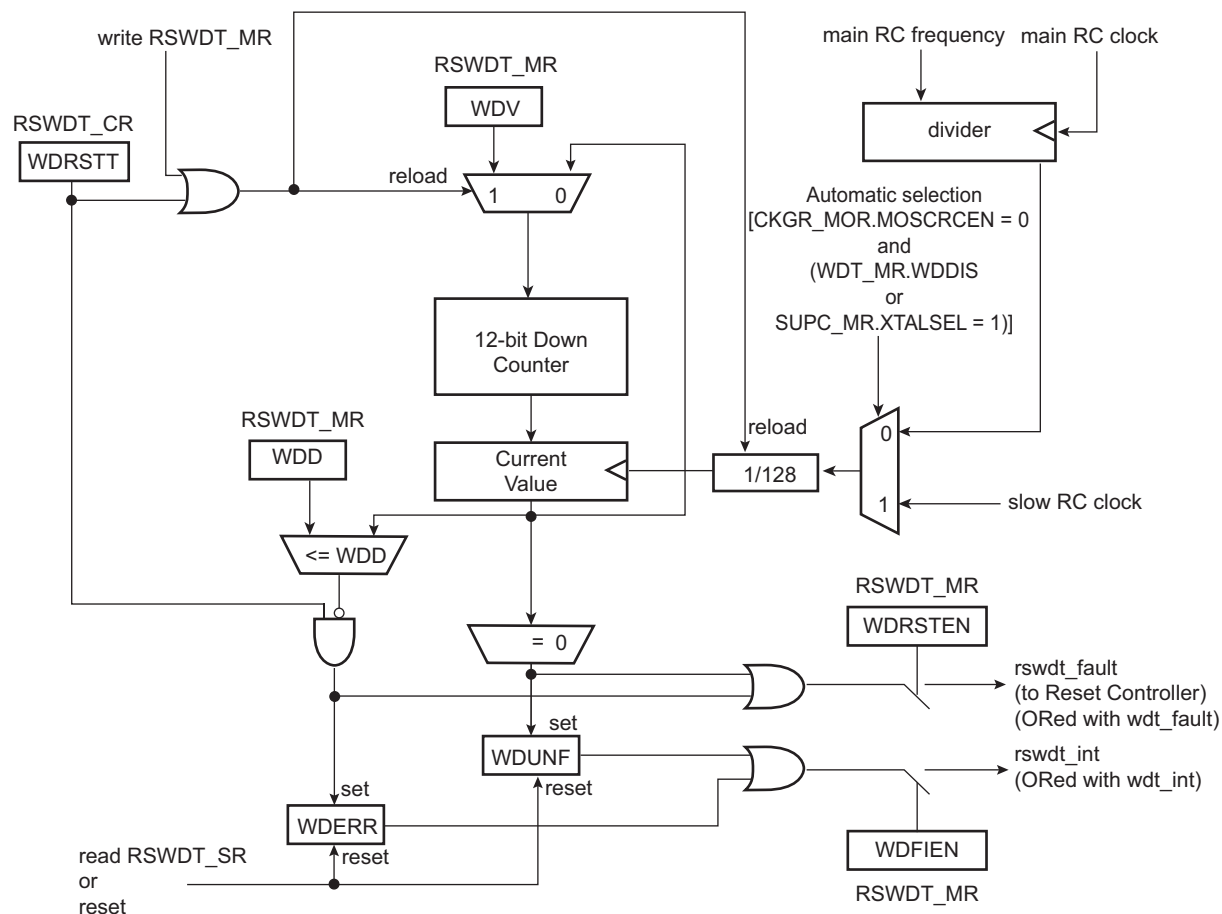 write RSWDT_MR
main RC frequency
main RC clock
RSWDT_MR
WDV
divider
RSWDT_CR
WDRSTT
reload
1
0
Automatic selection
[CKGR_MOR.MOSCRCEN = 0
and
(WDT_MR.WDDIS
or
SUPC_MR.XTALSEL = 1)]
12-bit Down
Counter
RSWDT_MR
WDD
Current
Value
reload
1/128
0
1
slow RC clock
<= WDD
= 0
RSWDT_MR
WDRSTEN
rswdt_fault
(to Reset Controller)
(ORed with wdt_fault)
set
WDUNF
reset
rswdt_int
(ORed with wdt_int)
set
WDERR
reset
WDFIEN
RSWDT_MR
read RSWDT_SR
or
reset